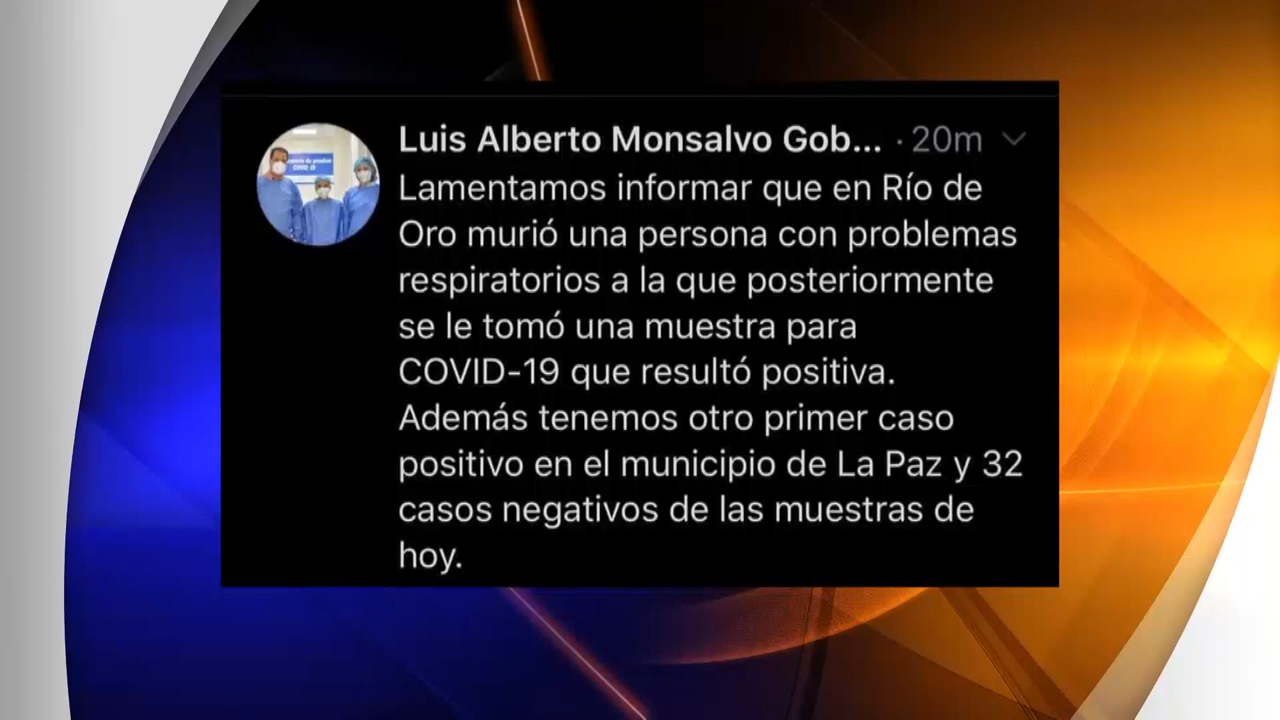 Luis Alberto Monsalvo Gob... · 20m
Lamentamos informar que en Río de
Oro murió una persona con problemas
respiratorios a la que posteriormente
se le tomó una muestra para
COVID-19 que resultó positiva.
Además tenemos otro primer caso
positivo en el municipio de La Paz y 32
casos negativos de las muestras de
hoy.